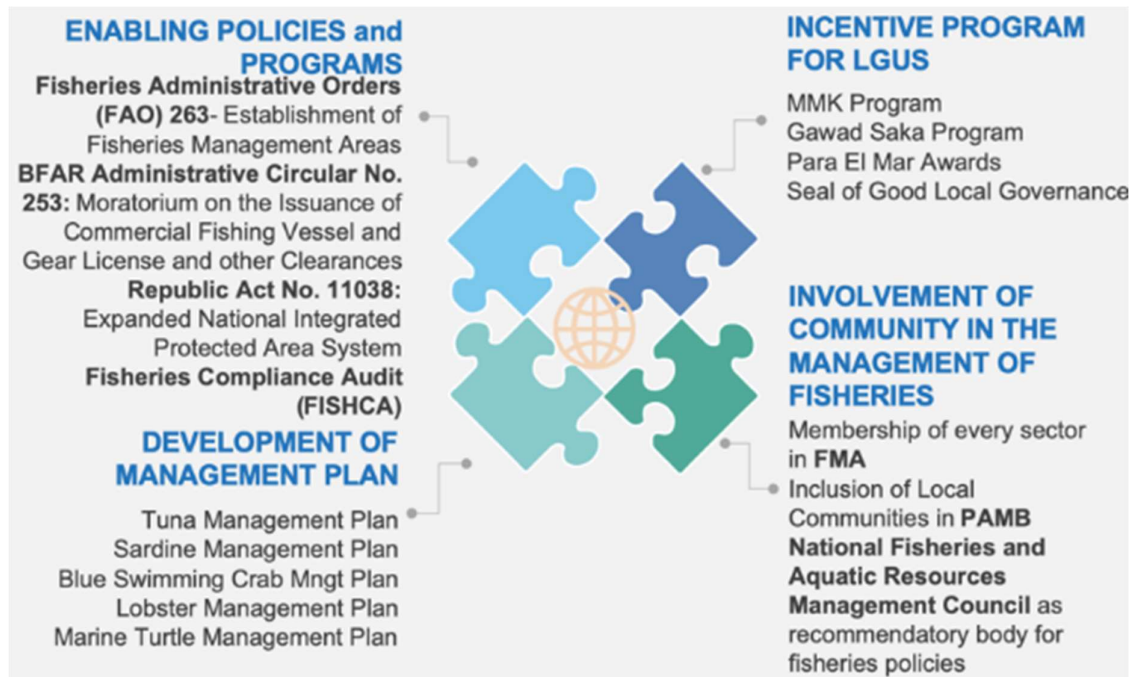 ENABLING POLICIES and
PROGRAMS
Fisheries Administrative Orders
(FAO) 263- Establishment of
Fisheries Management Areas
BFAR Administrative Circular No.
253: Moratorium on the Issuance of
Commercial Fishing Vessel and
Gear License and other Clearances
Republic Act No. 11038:
Expanded National Integrated
Protected Area System
Fisheries Compliance Audit
(FISHCA)
DEVELOPMENT OF
MANAGEMENT PLAN
Tuna Management Plan
Sardine Management Plan
Blue Swimming Crab Mngt Plan
Lobster Management Plan
Marine Turtle Management Plan
INCENTIVE PROGRAM
FOR LGUS
MMK Program
Gawad Saka Program
Para El Mar Awards
Seal of Good Local Governance
INVOLVEMENT OF
COMMUNITY IN THE
MANAGEMENT OF
FISHERIES
Membership of every sector
in FMA
Inclusion of Local
Communities in PAMB
National Fisheries and
Aquatic Resources
Management Council as
recommendatory body for
fisheries policies